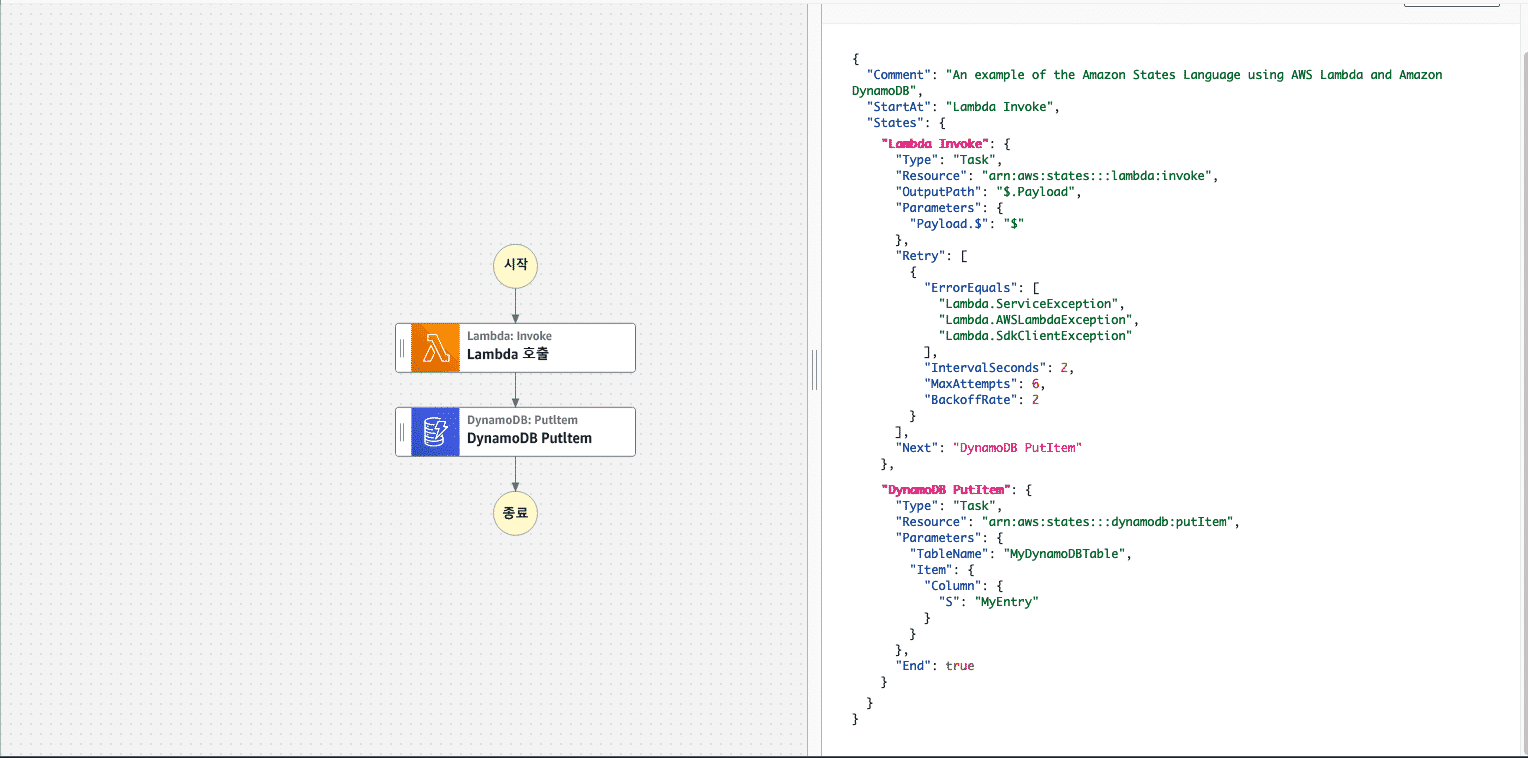 시작
Lambda: Invoke
Lambda 호출
DynamoDB: PutItem
DynamoDB PutItem
종료
{
  "Comment": "An example of the Amazon States Language using AWS Lambda and Amazon
DynamoDB",
  "StartAt": "Lambda Invoke",
  "States": {
    "Lambda Invoke": {
      "Type": "Task",
      "Resource": "arn:aws:states:::lambda:invoke",
      "OutputPath": "$.Payload",
      "Parameters": {
        "Payload.$": "$"
      },
      "Retry": [
        {
          "ErrorEquals": [
            "Lambda.ServiceException",
            "Lambda.AWSLambdaException",
            "Lambda.SdkClientException"
          ],
          "IntervalSeconds": 2,
          "MaxAttempts": 6,
          "BackoffRate": 2
        }
      ],
      "Next": "DynamoDB PutItem"
    },
    "DynamoDB PutItem": {
      "Type": "Task",
      "Resource": "arn:aws:states:::dynamodb:putItem",
      "Parameters": {
        "TableName": "MyDynamoDBTable",
        "Item": {
          "Column": {
            "S": "MyEntry"
          }
        }
      },
      "End": true
    }
  }
}